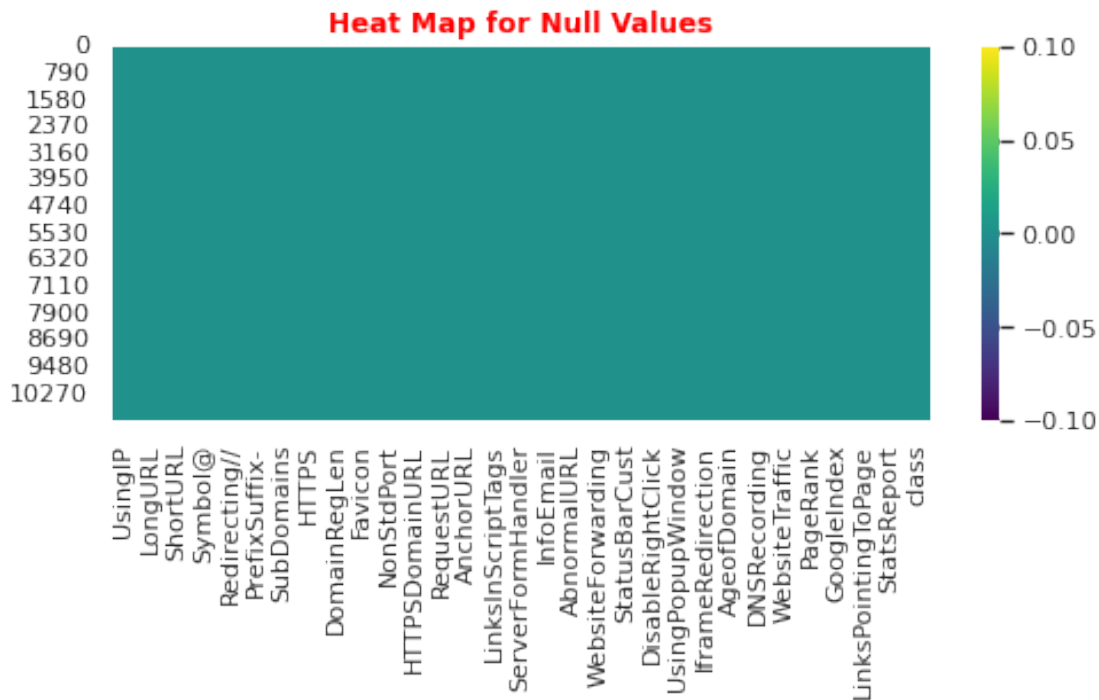 Heat Map for Null Values
0
790
1580
2370
3160
3950
4740
5530
6320
7110
7900
8690
9480
10270
0.10
0.05
0.00
−0.05
−0.10
UsingIP
LongURL
ShortURL
Symbol@
Redirecting//
PrefixSuffix-
SubDomains
HTTPS
DomainRegLen
Favicon
NonStdPort
HTTPSDomainURL
RequestURL
AnchorURL
LinksInScriptTags
ServerFormHandler
InfoEmail
AbnormalURL
WebsiteForwarding
StatusBarCust
DisableRightClick
UsingPopupWindow
IframeRedirection
AgeofDomain
DNSRecording
WebsiteTraffic
PageRank
GoogleIndex
LinksPointingToPage
StatsReport
class